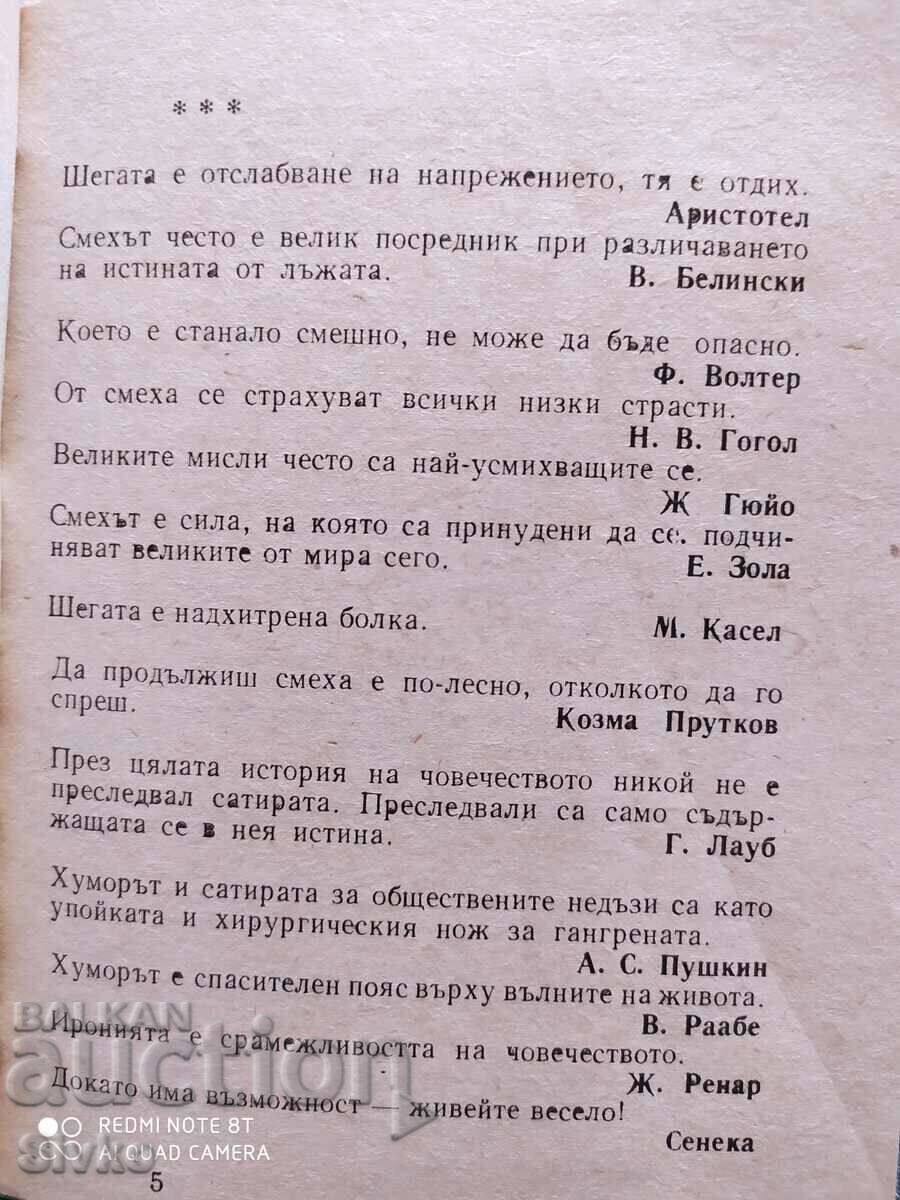 * * *
Шегата е отслабване на напрежението, тя е отдих.
Аристотел
Смехът често е велик посредник при различаването
на истината от лъжата. В. Белински
Което е станало смешно, не може да бъде опасно.
Ф. Волтер
От смеха се страхуват всички низки страсти.
Н. В. Гогол
Великите мисли често са най-усмихващите се.
Ж Гюйо
Смехът е сила, на която са принудени да се. подчи-
няват великите от мира сего. Е. Зола
Шегата е надхитрена болка. М. Касел
Да продължиш смеха е по-лесно, отколкото да го
спреш. Козма Прутков
През цялата история на човечеството никой не е
преследвал сатирата. Преследвали са само съдър-
жащата се в нея истина. Г. Лауб
Хуморът и сатирата за обществените недъзи са като
упойката и хирургическия нож за гангрената.
А. С. Пушкин
Хуморът е спасителен пояс върху вълните на живота.
В. Раабе
Иронията е срамежливостта на човечеството.
Ж. Ренар
Докато има възможност — живейте весело!
Сенека
5
BALKAN
auction
REDMI NOTE 8T
AI QUAD CAMERA
sivko